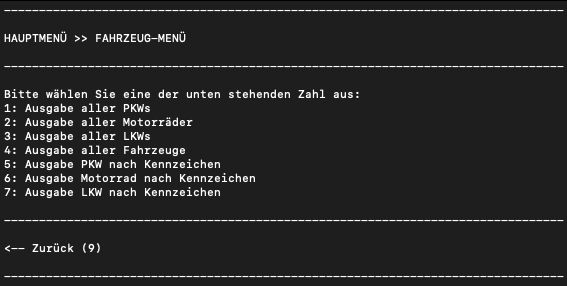 HAUPTMENÜ >> FAHRZEUG-MENÜ
Bitte wählen Sie eine der unten stehenden Zahl aus:
1: Ausgabe aller PKWs
2: Ausgabe aller Motorräder
3: Ausgabe aller LKWs
4: Ausgabe aller Fahrzeuge
5: Ausgabe PKW nach Kennzeichen
6: Ausgabe Motorrad nach Kennzeichen
7: Ausgabe LKW nach Kennzeichen
<-- Zurück (9)